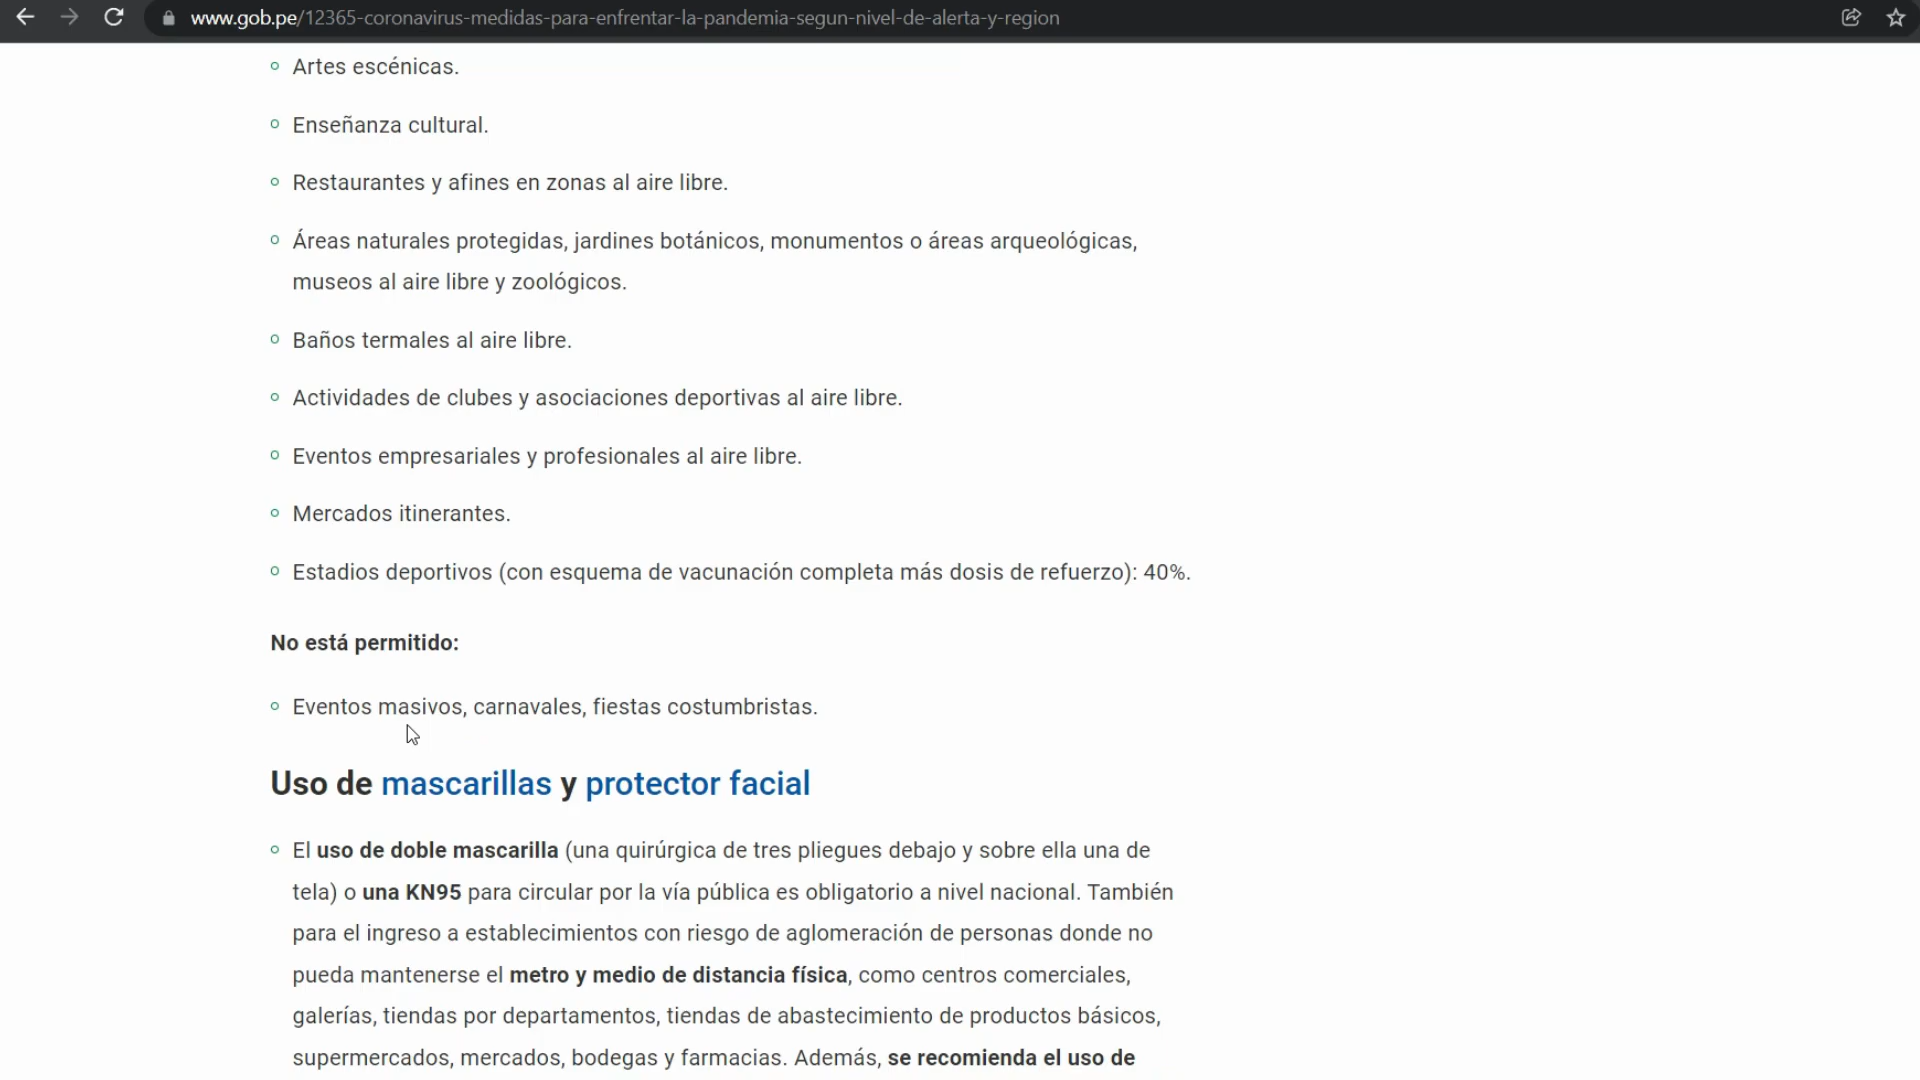 www.gob.pe/12365-coronavirus-medidas-para-enfrentar-la-pandemia-segun-nivel-de-alerta-y-region
Artes escénicas.
Enseñanza cultural.
Restaurantes y afines en zonas al aire libre.
Áreas naturales protegidas, jardines botánicos, monumentos o áreas arqueológicas,
museos al aire libre y zoológicos.
Baños termales al aire libre.
Actividades de clubes y asociaciones deportivas al aire libre.
Eventos empresariales y profesionales al aire libre.
Mercados itinerantes.
Estadios deportivos (con esquema de vacunación completa más dosis de refuerzo): 40%.
No está permitido:
Eventos masivos, carnavales, fiestas costumbristas.
Uso de mascarillas y protector facial
El uso de doble mascarilla (una quirúrgica de tres pliegues debajo y sobre ella una de
tela) o una KN95 para circular por la vía pública es obligatorio a nivel nacional. También
para el ingreso a establecimientos con riesgo de aglomeración de personas donde no
pueda mantenerse el metro y medio de distancia física, como centros comerciales,
galerías, tiendas por departamentos, tiendas de abastecimiento de productos básicos,
supermercados, mercados, bodegas y farmacias. Además, se recomienda el uso de